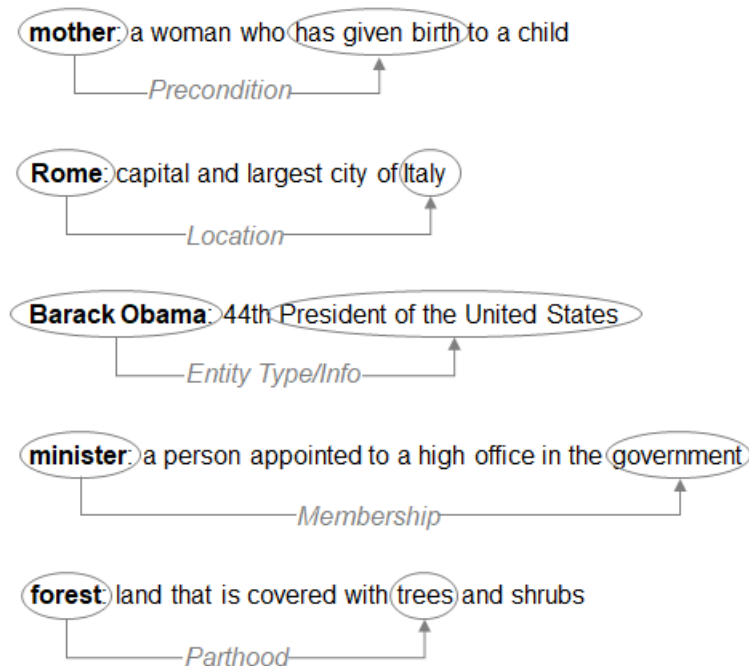 mother: a woman who has given birth to a child
Precondition
Rome: capital and largest city of Italy
Location
Barack Obama: 44th President of the United States
Entity Type/Info
minister: a person appointed to a high office in the government
Membership
forest: land that is covered with trees and shrubs
Parthood